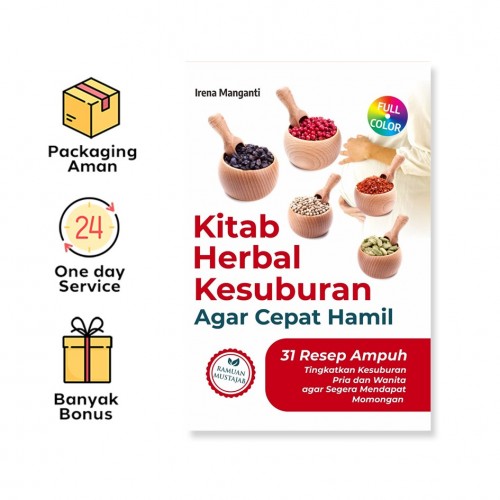 Packaging
Aman
24
One day
Service
Banyak
Bonus
Irena Manganti
FULL
COLOR
Kitab
Herbal
Kesuburan
Agar Cepat Hamil
RAMUAN
MUSTAJAB
31 Resep Ampuh
Tingkatkan Kesuburan
Pria dan Wanita
agar Segera Mendapat
Momongan